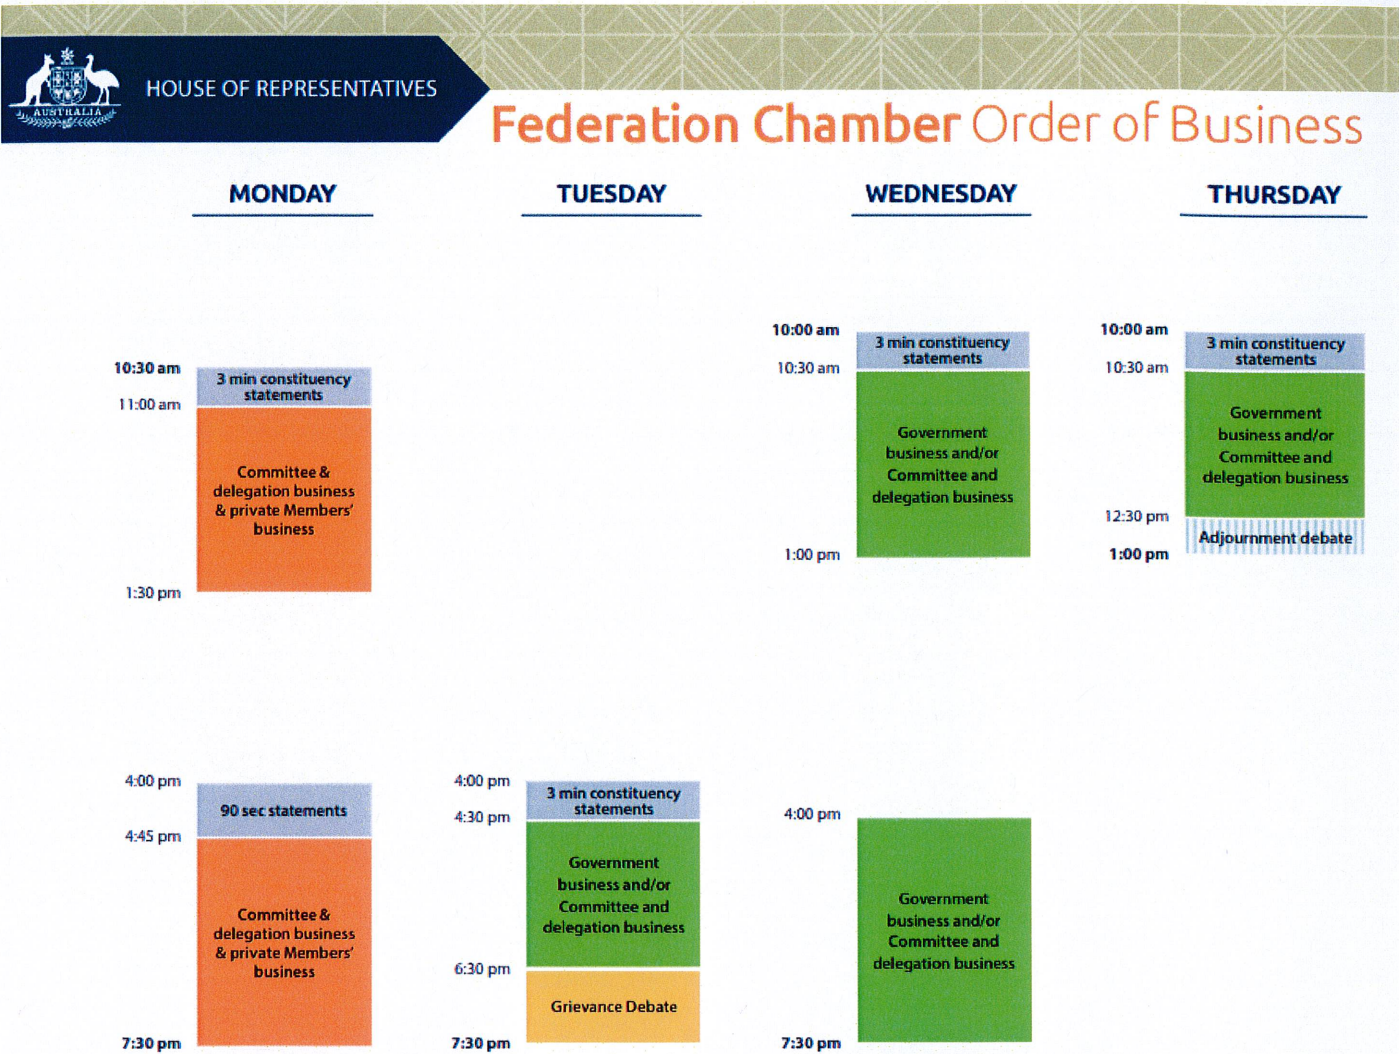 AUSTRALIA
HOUSE OF REPRESENTATIVES
Federation Chamber Order of Business
MONDAY
10:30 am
3 min constituency
statements
11:00 am
Committee &
delegation business
& private Members'
business
1:30 pm
4:00 pm
90 sec statements
4:45 pm
Committee &
delegation business
& private Members'
business
7:30 pm
TUESDAY
4:00 pm
3 min constituency
statements
4:30 pm
Government
business and/or
Committee and
delegation business
6:30 pm
Grievance Debate
7:30 pm
WEDNESDAY
10:00 am
3 min constituency
statements
10:30 am
Government
business and/or
Committee and
delegation business
1:00 pm
4:00 pm
Government
business and/or
Committee and
delegation business
7:30 pm
THURSDAY
10:00 am
3 min constituency
statements
10:30 am
Government
business and/or
Committee and
delegation business
12:30 pm
Adjournment debate
1:00 pm